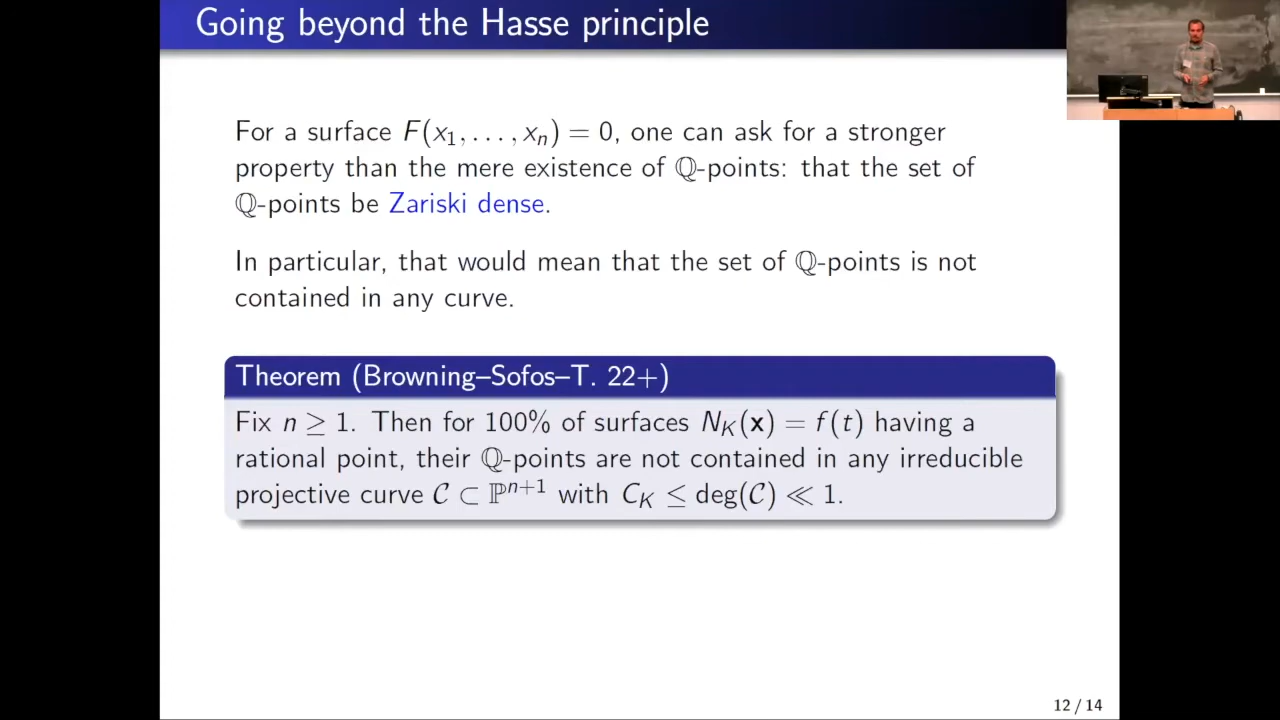 Going beyond the Hasse principle
For a surface F(x₁, . . . , xₙ) = 0, one can ask for a stronger
property than the mere existence of ℚ-points: that the set of
ℚ-points be Zariski dense.
In particular, that would mean that the set of ℚ-points is not
contained in any curve.
Theorem (Browning–Sofos–T. 22+)
Fix n ≥ 1. Then for 100% of surfaces N_K(𝐱) = f(t) having a
rational point, their ℚ-points are not contained in any irreducible
projective curve 𝒞 ⊂ ℙⁿ⁺¹ with C_K ≤ deg(𝒞) ≪ 1.
12 / 14